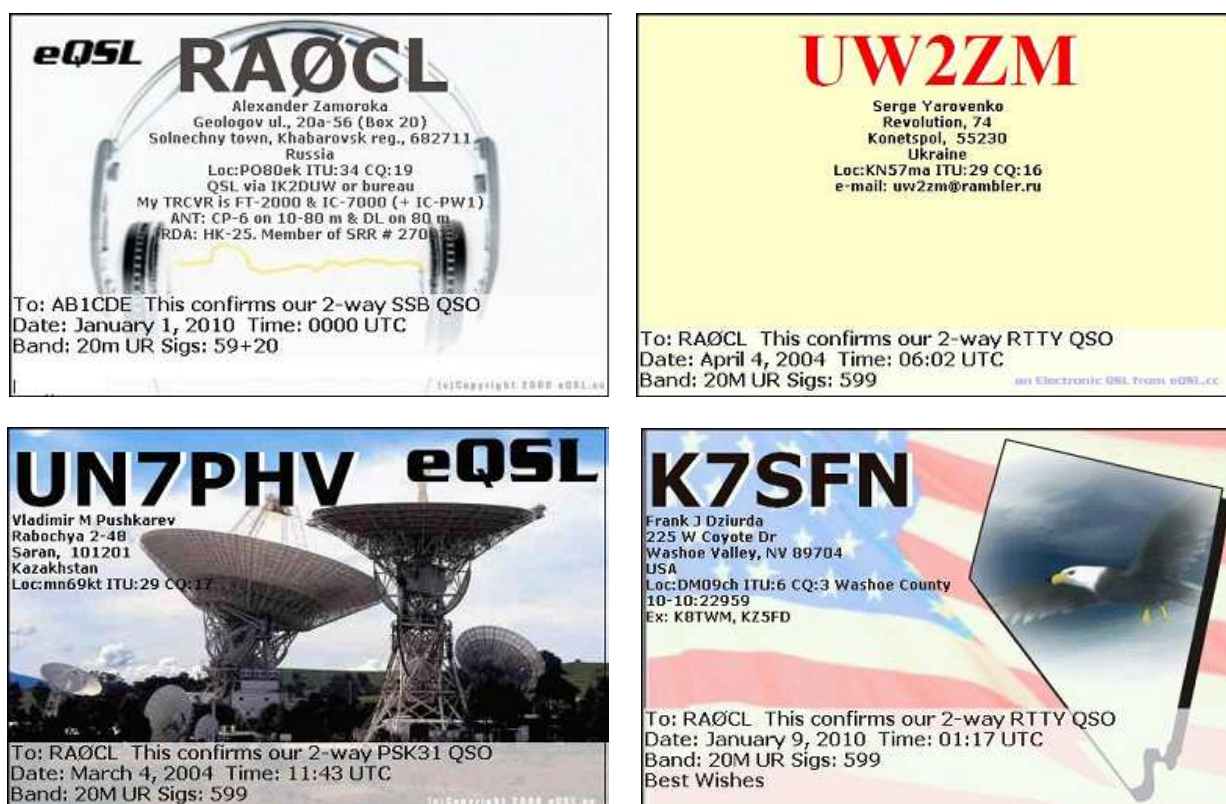 eQSL RAØCL
Alexander Zamoroka
Geologov ul., 20a-56 (Box 20)
Solnechny town, Khabarovsk reg., 682711
Russia
Loc:PO80ek ITU:34 CQ:19
QSL via IK2DUW or bureau
My TRCVR is FT-2000 & IC-7000 (+ IC-PW1)
ANT: CP-6 on 10-80 m & DL on 80 m
RDA: HK-25. Member of SRR # 270
To: AB1CDE This confirms our 2-way SSB QSO
Date: January 1, 2010 Time: 0000 UTC
Band: 20m UR Sigs: 59+20
(c)Copyright 2000 eQSL.cc
UW2ZM
Serge Yarovenko
Revolution, 74
Konetspol, 55230
Ukraine
Loc:KN57ma ITU:29 CQ:16
e-mail: uw2zm@rambler.ru
To: RAØCL This confirms our 2-way RTTY QSO
Date: April 4, 2004 Time: 06:02 UTC
Band: 20M UR Sigs: 599
an Electronic QSL from eQSL.cc
UN7PHV eQSL
Vladimir M Pushkarev
Rabochya 2-48
Saran, 101201
Kazakhstan
Loc:mn69kt ITU:29 CQ:17
To: RAØCL This confirms our 2-way PSK31 QSO
Date: March 4, 2004 Time: 11:43 UTC
Band: 20M UR Sigs: 599
(c)Copyright 2000 eQSL.cc
K7SFN
Frank J Dziurda
225 W Coyote Dr
Washoe Valley, NV 89704
USA
Loc:DM09ch ITU:6 CQ:3 Washoe County
10-10:22959
Ex: K8TWM, KZ5FD
To: RAØCL This confirms our 2-way RTTY QSO
Date: January 9, 2010 Time: 01:17 UTC
Band: 20M UR Sigs: 599
Best Wishes